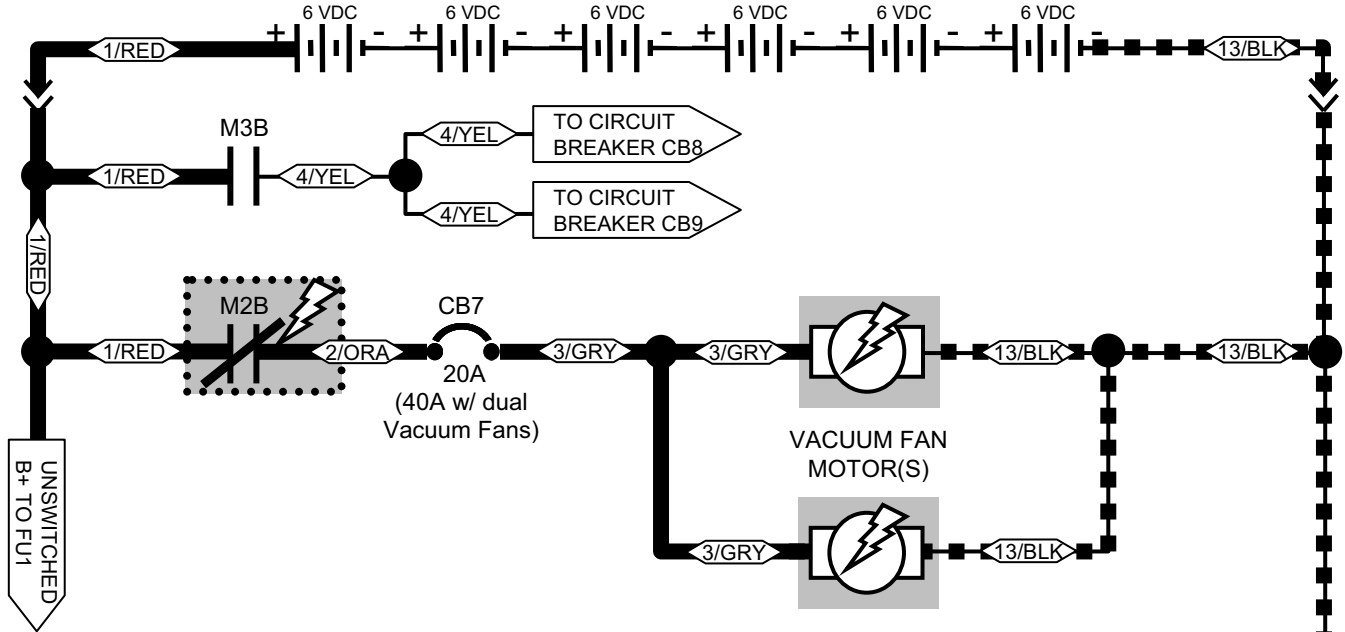 6 VDC 6 VDC 6 VDC 6 VDC 6 VDC 6 VDC
+ - + - + - + - + - + -
1/RED
13/BLK
M3B
1/RED
4/YEL
4/YEL
TO CIRCUIT
BREAKER CB8
4/YEL
TO CIRCUIT
BREAKER CB9
1/RED
M2B
1/RED
2/ORA
CB7
20A
(40A w/ dual
Vacuum Fans)
3/GRY
3/GRY
13/BLK
13/BLK
VACUUM FAN
MOTOR(S)
3/GRY
13/BLK
UNSWITCHED
B+ TO FU1